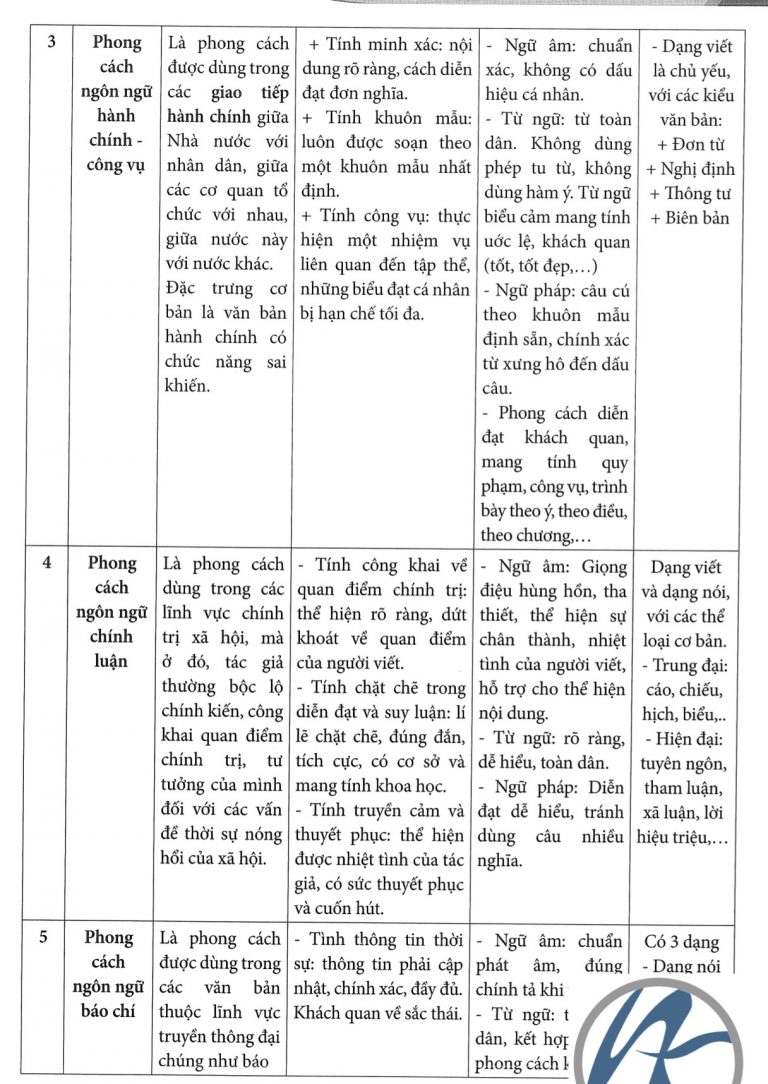 3
Phong
cách
ngôn ngữ
hành
chính -
công vụ
Là phong cách
được dùng trong
các giao tiếp
hành chính giữa
Nhà nước với
nhân dân, giữa
các cơ quan tổ
chức với nhau,
giữa nước này
với nước khác.
Đặc trưng cơ
bản là văn bản
hành chính có
chức năng sai
khiến.
+ Tính minh xác: nội
dung rõ ràng, cách diễn
đạt đơn nghĩa.
+ Tính khuôn mẫu:
luôn được soạn theo
một khuôn mẫu nhất
định.
+ Tính công vụ: thực
hiện một nhiệm vụ
liên quan đến tập thể,
những biểu đạt cá nhân
bị hạn chế tối đa.
- Ngữ âm: chuẩn
xác, không có dấu
hiệu cá nhân.
- Từ ngữ: từ toàn
dân. Không dùng
phép tu từ, không
dùng hàm ý. Từ ngữ
biểu cảm mang tính
uớc lệ, khách quan
(tốt, tốt đẹp,…)
- Ngữ pháp: câu cú
theo khuôn mẫu
định sẵn, chính xác
từ xưng hô đến dấu
câu.
- Phong cách diễn
đạt khách quan,
mang tính quy
phạm, công vụ, trình
bày theo ý, theo điều,
theo chương,…
- Dạng viết
là chủ yếu,
với các kiểu
văn bản:
+ Đơn từ
+ Nghị định
+ Thông tư
+ Biên bản
4
Phong
cách
ngôn ngữ
chính
luận
Là phong cách
dùng trong các
lĩnh vực chính
trị xã hội, mà
ở đó, tác giả
thường bộc lộ
chính kiến, công
khai quan điểm
chính trị, tư
tưởng của mình
đối với các vấn
đề thời sự nóng
hổi của xã hội.
- Tính công khai về
quan điểm chính trị:
thể hiện rõ ràng, dứt
khoát về quan điểm
của người viết.
- Tính chặt chẽ trong
diễn đạt và suy luận: lí
lẽ chặt chẽ, đúng đắn,
tích cực, có cơ sở và
mang tính khoa học.
- Tính truyền cảm và
thuyết phục: thể hiện
được nhiệt tình của tác
giả, có sức thuyết phục
và cuốn hút.
- Ngữ âm: Giọng
điệu hùng hồn, tha
thiết, thể hiện sự
chân thành, nhiệt
tình của người viết,
hỗ trợ cho thể hiện
nội dung.
- Từ ngữ: rõ ràng,
dễ hiểu, toàn dân.
- Ngữ pháp: Diễn
đạt dễ hiểu, tránh
dùng câu nhiều
nghĩa.
Dạng viết
và dạng nói,
với các thể
loại cơ bản.
- Trung đại:
cáo, chiếu,
hịch, biểu,..
- Hiện đại:
tuyên ngôn,
tham luận,
xã luận, lời
hiệu triệu,…
5
Phong
cách
ngôn ngữ
báo chí
Là phong cách
được dùng trong
các văn bản
thuộc lĩnh vực
truyền thông đại
chúng như báo
- Tình thông tin thời
sự: thông tin phải cập
nhật, chính xác, đầy đủ.
Khách quan về sắc thái.
- Ngữ âm: chuẩn
phát âm, đúng
chính tả khi
- Từ ngữ:
dân, kết hợp
phong cách
Có 3 dạng
- Dạng nói